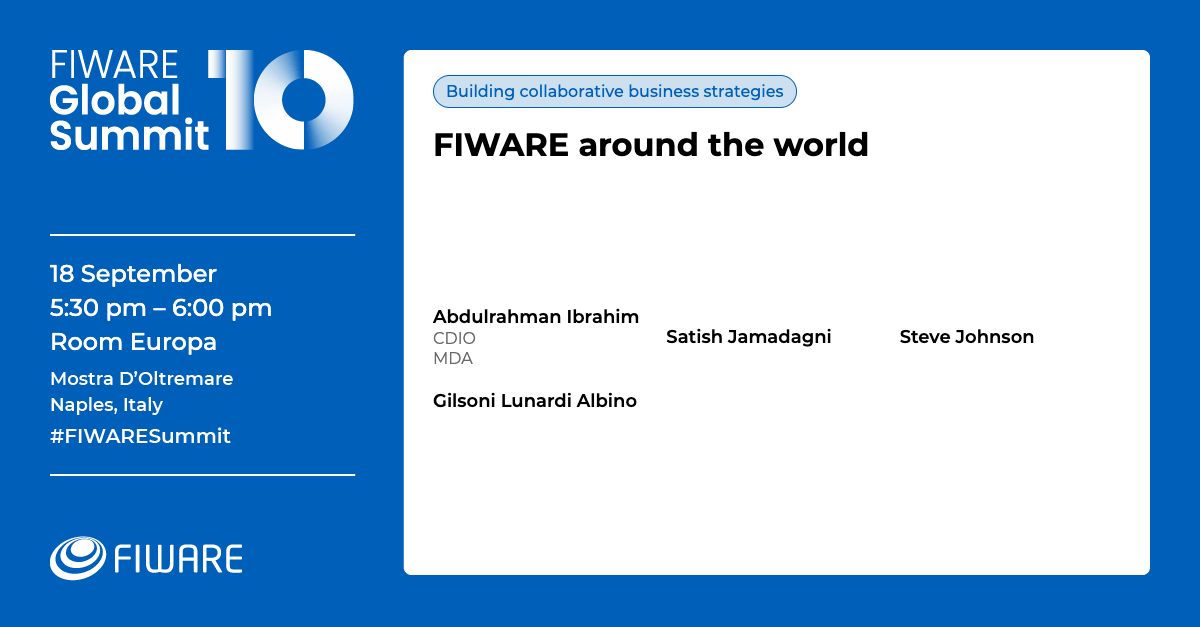 FIWARE
Global
Summit
10
18 September
5:30 pm – 6:00 pm
Room Europa
Mostra D’Oltremare
Naples, Italy
#FIWARESummit
FIWARE
Building collaborative business strategies
FIWARE around the world
Abdulrahman Ibrahim
CDIO
MDA
Satish Jamadagni
Steve Johnson
Gilsoni Lunardi Albino